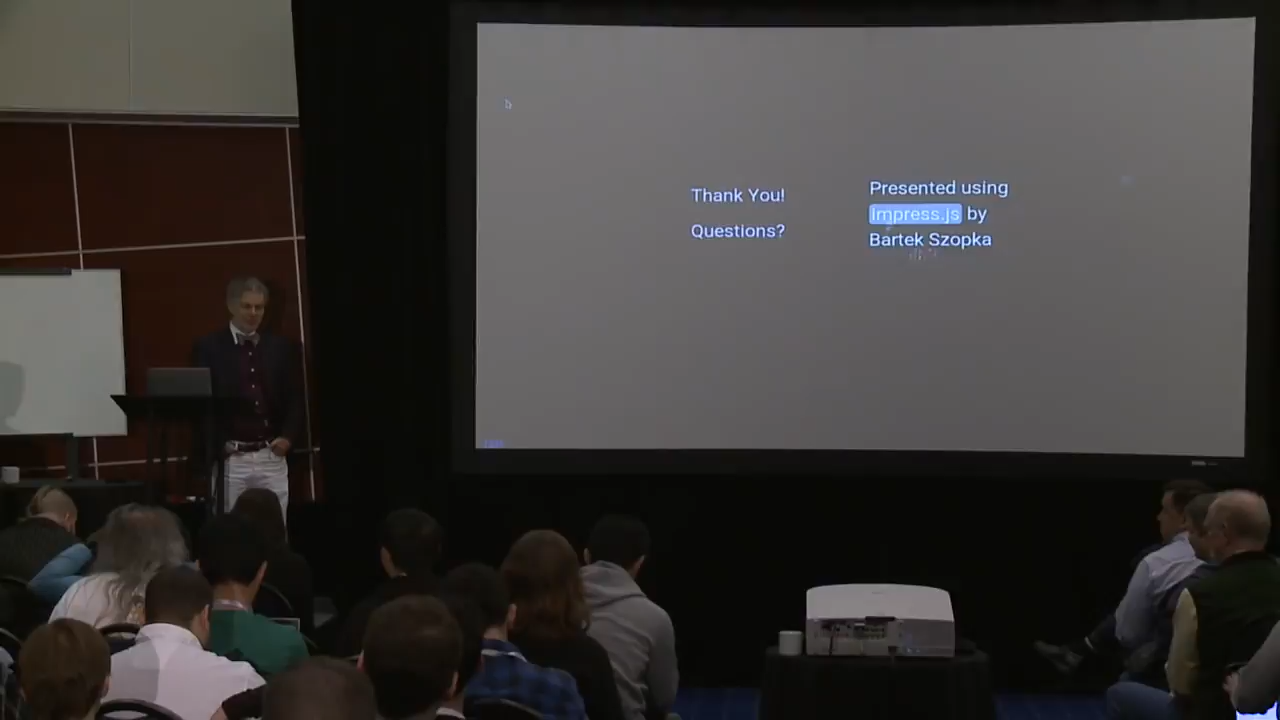 Thank You!
Questions?
Presented using
impress.js by
Bartek Szopka